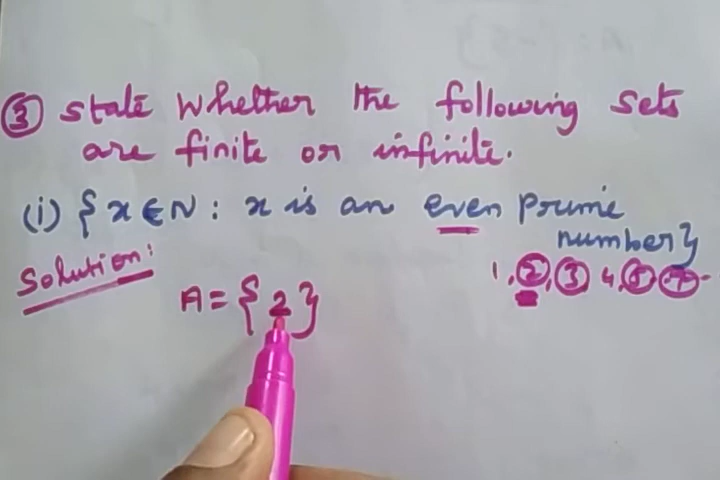 ③ State Whether the following sets
are finite or infinite.
(i) {x∈N : x is an even prime
number}
Solution:
1, 2, 3 4, 5, 7..
A = { 2 }